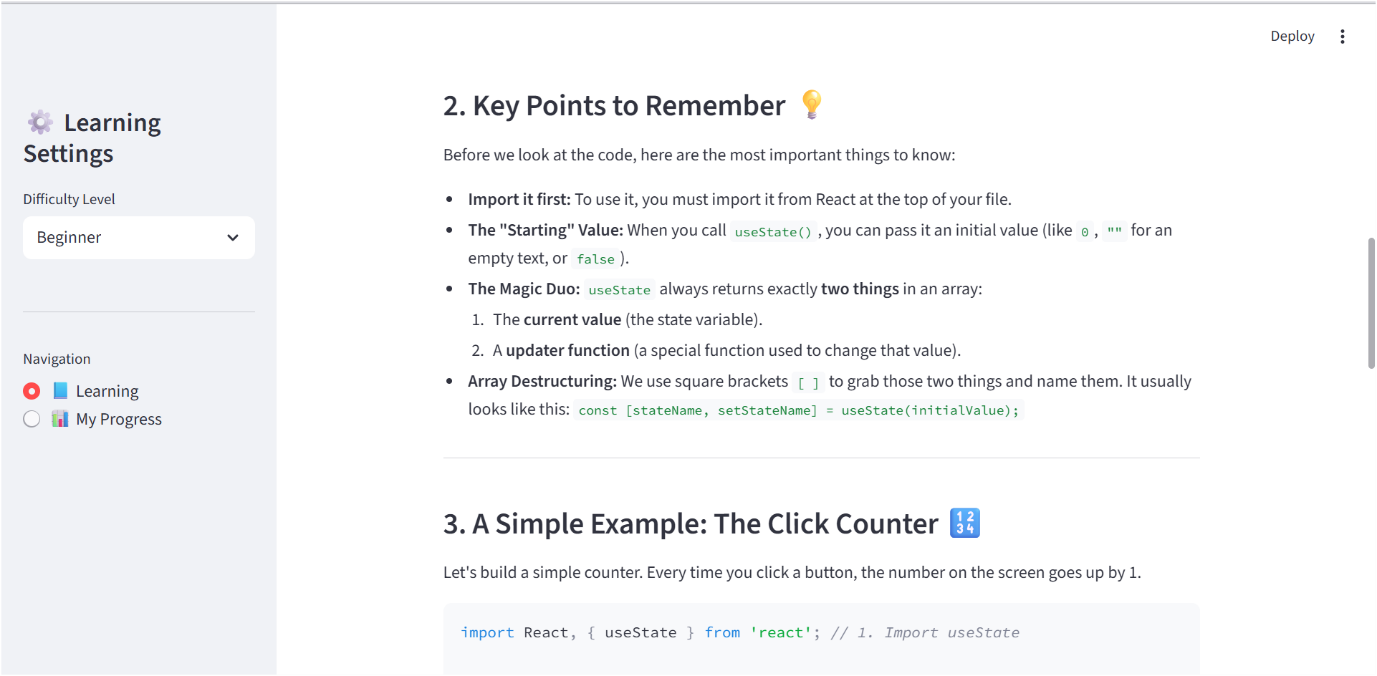 Deploy
Learning
Settings
Difficulty Level
Beginner
Navigation
Learning
My Progress
2. Key Points to Remember
Before we look at the code, here are the most important things to know:
• Import it first: To use it, you must import it from React at the top of your file.
• The "Starting" Value: When you call useState() , you can pass it an initial value (like 0 , "" for an
empty text, or false ).
• The Magic Duo: useState always returns exactly two things in an array:
1. The current value (the state variable).
2. A updater function (a special function used to change that value).
• Array Destructuring: We use square brackets [ ] to grab those two things and name them. It usually
looks like this: const [stateName, setStateName] = useState(initialValue);
3. A Simple Example: The Click Counter 🔢
Let's build a simple counter. Every time you click a button, the number on the screen goes up by 1.
import React, { useState } from 'react'; // 1. Import useState